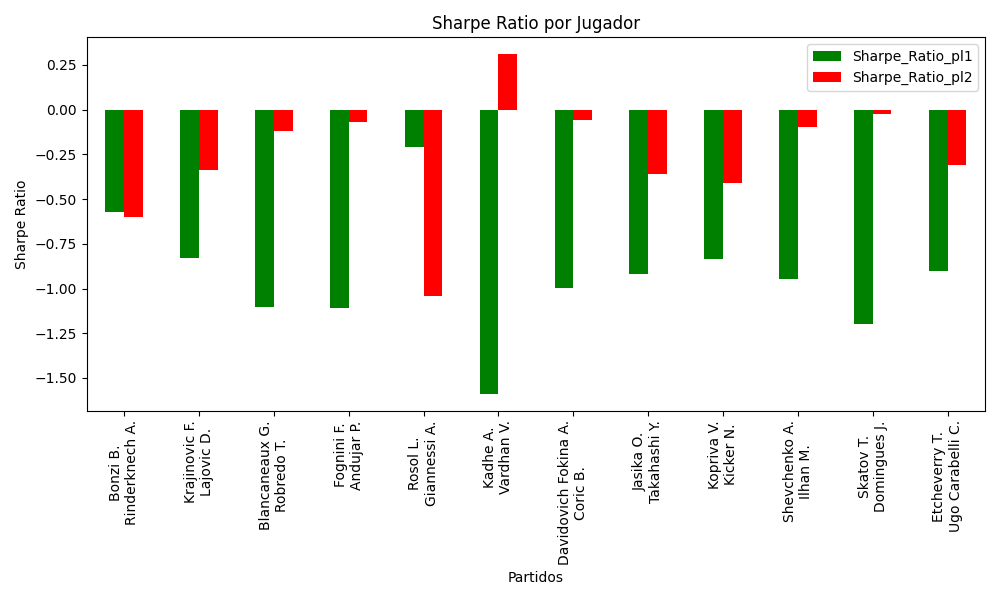 Sharpe Ratio por Jugador
Sharpe_Ratio_pl1
Sharpe_Ratio_pl2
Sharpe Ratio
0.25
0.00
−0.25
−0.50
−0.75
−1.00
−1.25
−1.50
Bonzi B.
Rinderknech A.
Krajinovic F.
Lajovic D.
Blancaneaux G.
Robredo T.
Fognini F.
Andujar P.
Rosol L.
Giannessi A.
Kadhe A.
Vardhan V.
Davidovich Fokina A.
Coric B.
Jasika O.
Takahashi Y.
Kopriva V.
Kicker N.
Shevchenko A.
Ilhan M.
Skatov T.
Domingues J.
Etcheverry T.
Ugo Carabelli C.
Partidos